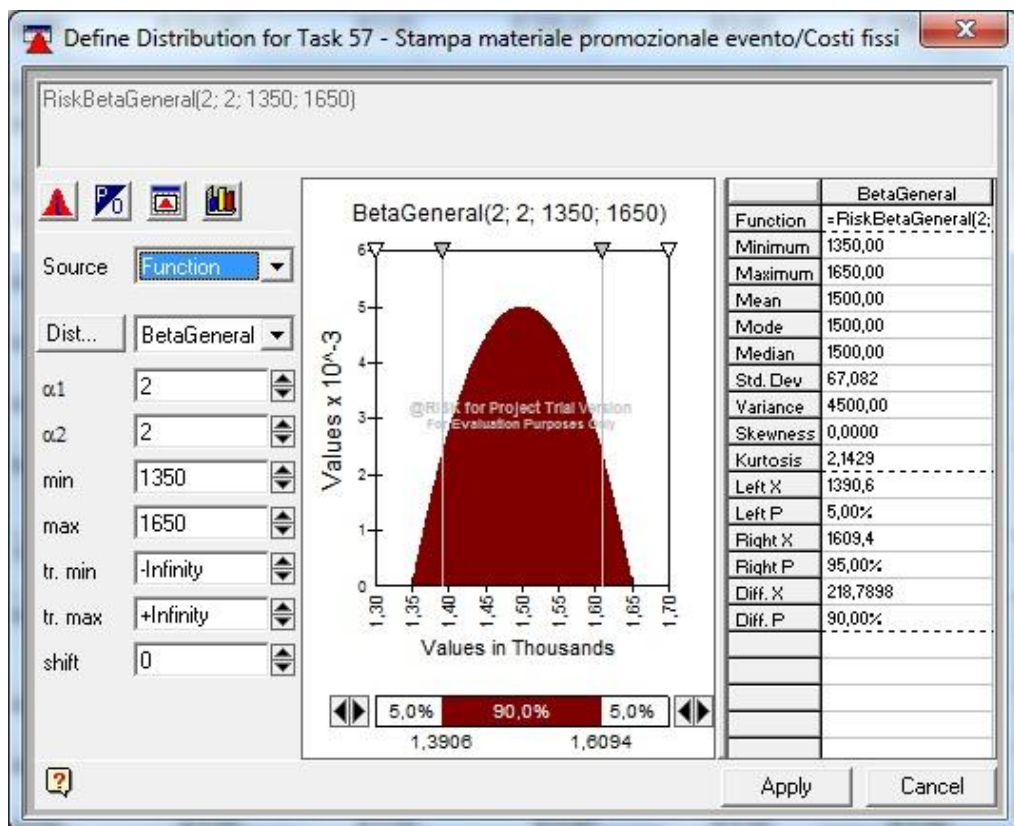 Define Distribution for Task 57 - Stampa materiale promozionale evento/Costi fissi
X
RiskBetaGeneral(2; 2; 1350; 1650)
Source
Function
Dist...
BetaGeneral
α1
2
α2
2
min
1350
max
1650
tr. min
-Infinity
tr. max
+Infinity
shift
0
BetaGeneral(2; 2; 1350; 1650)
Values x 10^-3
6
5
4
3
2
1
0
@RISK for Project Trial Version
For Evaluation Purposes Only
1,30
1,35
1,40
1,45
1,50
1,55
1,60
1,65
1,70
Values in Thousands
5,0% 90,0% 5,0%
1,3906 1,6094
BetaGeneral
Function =RiskBetaGeneral(2;
Minimum 1350,00
Maximum 1650,00
Mean 1500,00
Mode 1500,00
Median 1500,00
Std. Dev 67,082
Variance 4500,00
Skewness 0,0000
Kurtosis 2,1429
Left X 1390,6
Left P 5,00%
Right X 1609,4
Right P 95,00%
Diff. X 218,7898
Diff. P 90,00%
?
Apply
Cancel